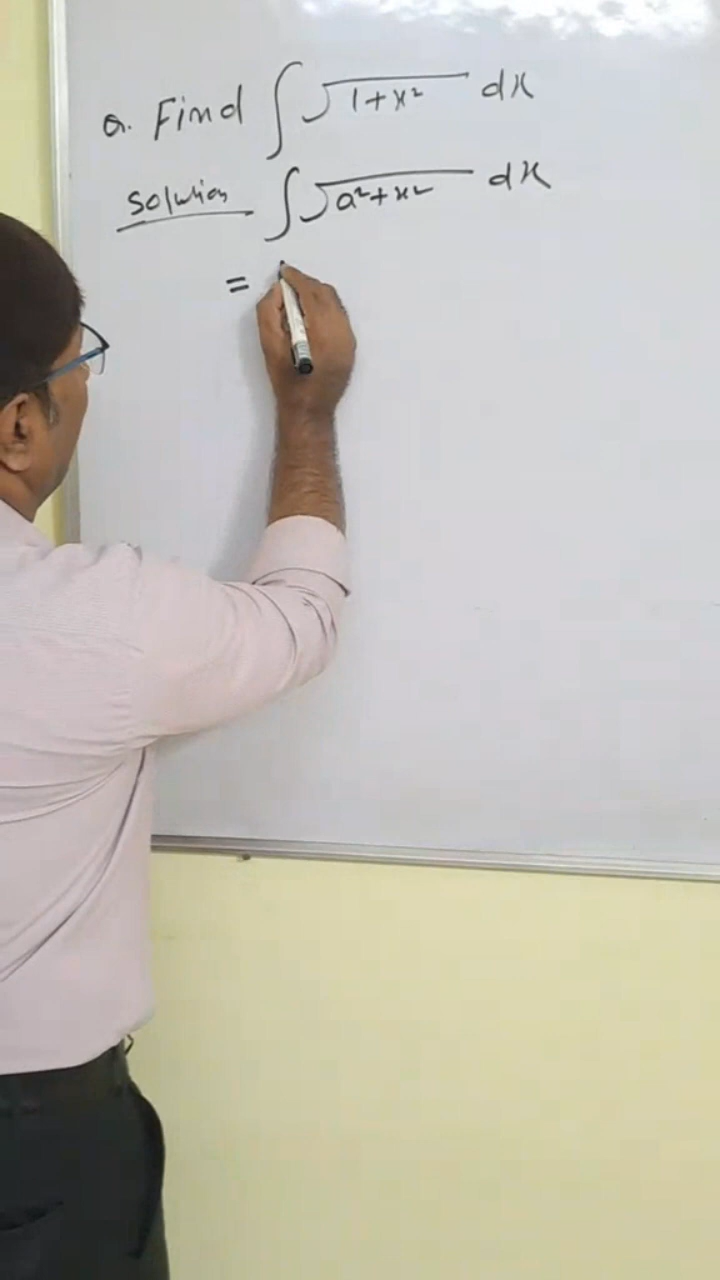 Q. Find ∫√(1+x²) dx
Solution ∫√(a²+x²) dx
=